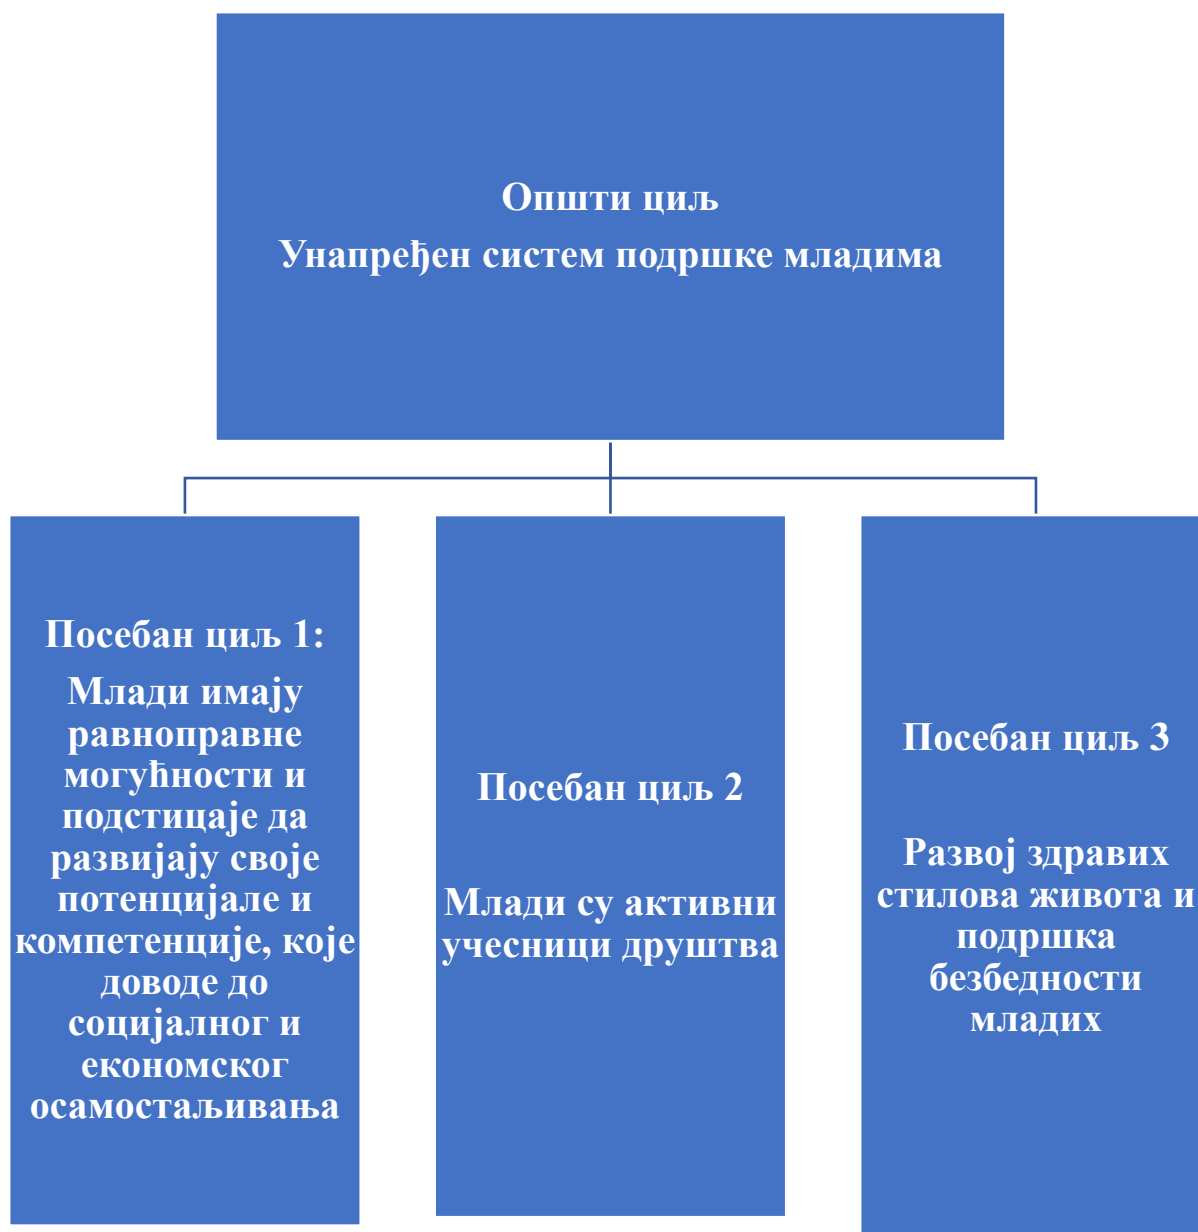 Општи циљ
Унапређен систем подршке младима
Посебан циљ 1:
Млади имају
равноправне
могућности и
подстицаје да
развијају своје
потенцијале и
компетенције, које
доводе до
социјалног и
економског
осамостаљивања
Посебан циљ 2
Млади су активни
учесници друштва
Посебан циљ 3
Развој здравих
стилова живота и
подршка
безбедности
младих